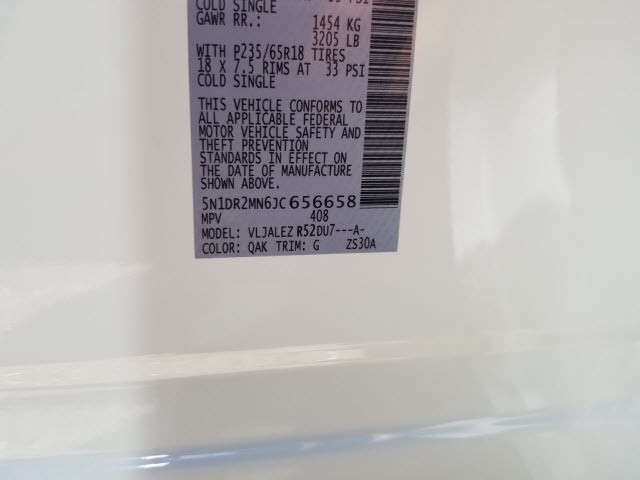 COLD SINGLE
GAWR RR.: 1454 KG
3205 LB
WITH P235/65R18 TIRES
18 X 7.5 RIMS AT 33 PSI
COLD SINGLE
THIS VEHICLE CONFORMS TO
ALL APPLICABLE FEDERAL
MOTOR VEHICLE SAFETY AND
THEFT PREVENTION
STANDARDS IN EFFECT ON
THE DATE OF MANUFACTURE
SHOWN ABOVE.
5N1DR2MN6JC656658
MPV 408
MODEL: VLJALEZ R52DU7---A-
COLOR: QAK TRIM: G ZS30A